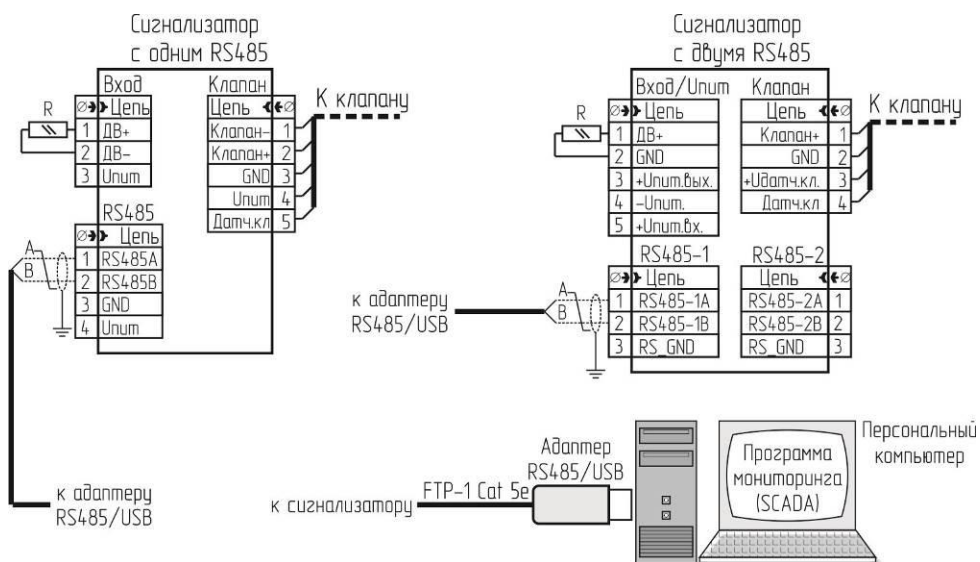 Сигнализатор
с одним RS485
Вход
Клапан
Цепь
Цепь
R
1 ДВ+
2 ДВ-
3 Uпит
Клапан- 1
Клапан+ 2
GND 3
Uпит 4
Датч.кл 5
К клапану
RS485
Цепь
A
B
1 RS485A
2 RS485B
3 GND
4 Uпит
к адаптеру
RS485/USB
Сигнализатор
с двумя RS485
Вход/Uпит
Клапан
Цепь
Цепь
R
1 ДВ+
2 GND
3 +Uпит.вых.
4 -Uпит.
5 +Uпит.вх.
Клапан+ 1
GND 2
+Uдатч.кл. 3
Датч.кл 4
К клапану
RS485-1
RS485-2
Цепь
Цепь
A
B
1 RS485-1A
2 RS485-1B
3 RS_GND
RS485-2A 1
RS485-2B 2
RS_GND 3
к адаптеру
RS485/USB
к сигнализатору
FTP-1 Cat 5e
Адаптер
RS485/USB
Программа
мониторинга
(SCADA)
Персональный
компьютер